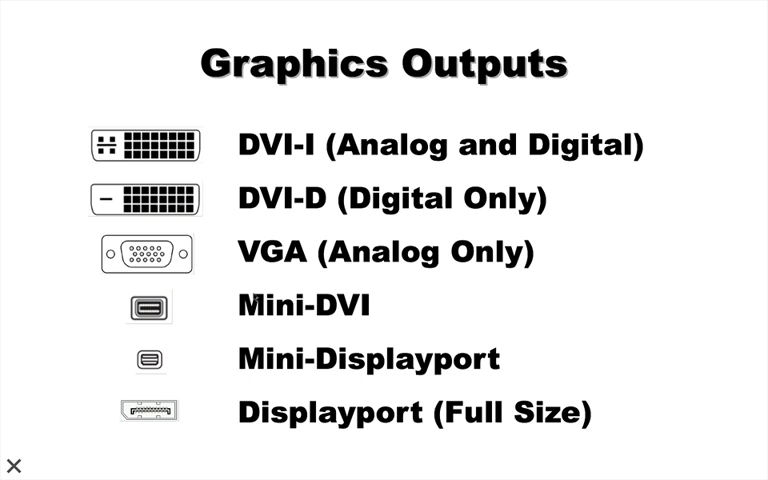 Graphics Outputs
DVI-I (Analog and Digital)
DVI-D (Digital Only)
VGA (Analog Only)
Mini-DVI
Mini-Displayport
Displayport (Full Size)